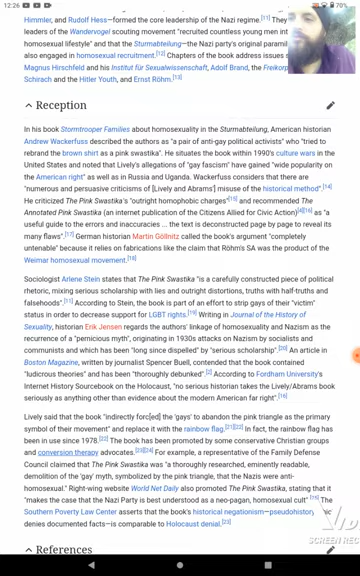 12:26
70%
Himmler, and Rudolf Hess—formed the core leadership of the Nazi regime.[11] They
leaders of the Wandervogel scouting movement "recruited countless young men int
homosexual lifestyle" and that the Sturmabteilung—the Nazi party's original paramil
also engaged in homosexual recruitment.[12] Chapters of the book address issues s
Magnus Hirschfeld and his Institut für Sexualwissenschaft, Adolf Brand, the Freikorp
Schirach and the Hitler Youth, and Ernst Röhm.[13]
Reception
In his book Stormtrooper Families about homosexuality in the Sturmabteilung, American historian
Andrew Wackerfuss described the authors as "a pair of anti-gay political activists" who "tried to
rebrand the brown shirt as a pink swastika". He situates the book within 1990's culture wars in the
United States and noted that Lively's allegations of "gay fascism" have gained "wide popularity on
the American right" as well as in Russia and Uganda. Wackerfuss considers that there are
"numerous and persuasive criticisms of [Lively and Abrams'] misuse of the historical method".[14]
He criticized The Pink Swastika's "outright homophobic charges"[15] and recommended The
Annotated Pink Swastika (an internet publication of the Citizens Allied for Civic Action)[4][16] as "a
useful guide to the errors and inaccuracies ... the text is deconstructed page by page to reveal its
many flaws".[17] German historian Martin Göllnitz called the book's argument "completely
untenable" because it relies on fabrications like the claim that Röhm's SA was the product of the
Weimar homosexual movement.[18]
Sociologist Arlene Stein states that The Pink Swastika "is a carefully constructed piece of political
rhetoric, mixing serious scholarship with lies and outright distortions, truths with half-truths and
falsehoods".[11] According to Stein, the book is part of an effort to strip gays of their "victim"
status in order to decrease support for LGBT rights.[19] Writing in Journal of the History of
Sexuality, historian Erik Jensen regards the authors' linkage of homosexuality and Nazism as the
recurrence of a "pernicious myth", originating in 1930s attacks on Nazism by socialists and
communists and which has been "long since dispelled" by "serious scholarship".[20] An article in
Boston Magazine, written by journalist Spencer Buell, contended that the book contained
"ludicrous theories" and has been "thoroughly debunked".[2] According to Fordham University's
Internet History Sourcebook on the Holocaust, "no serious historian takes the Lively/Abrams book
seriously as anything other than evidence about the modern American far right".[16]
Lively said that the book "indirectly forc[ed] the 'gays' to abandon the pink triangle as the primary
symbol of their movement" and replace it with the rainbow flag.[21][22] In fact, the rainbow flag has
been in use since 1978.[22] The book has been promoted by some conservative Christian groups
and conversion therapy advocates.[23][24] For example, a representative of the Family Defense
Council claimed that The Pink Swastika was "a thoroughly researched, eminently readable,
demolition of the 'gay' myth, symbolized by the pink triangle, that the Nazis were anti-
homosexual." Right-wing website World Net Daily also promoted The Pink Swastika, stating that it
"makes the case that the Nazi Party is best understood as a neo-pagan, homosexual cult".[15] The
Southern Poverty Law Center asserts that the book's historical negationism—pseudohistory
denies documented facts—is comparable to Holocaust denial.[23]
References
SCREEN REC